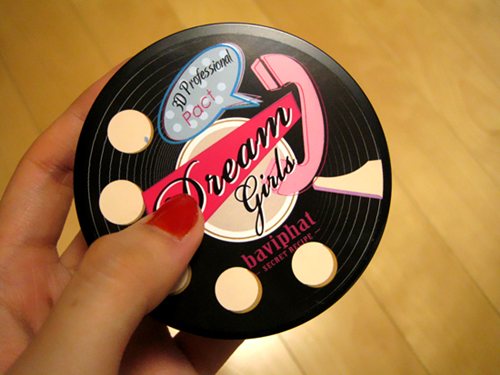 3D Professional
Pact
Dream
Girls
baviphat
SECRET RECIPE